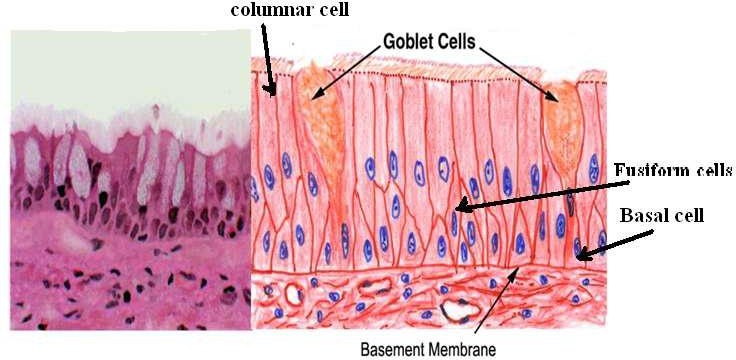 columnar cell
Goblet Cells
Fusiform cells
Basal cell
Basement Membrane